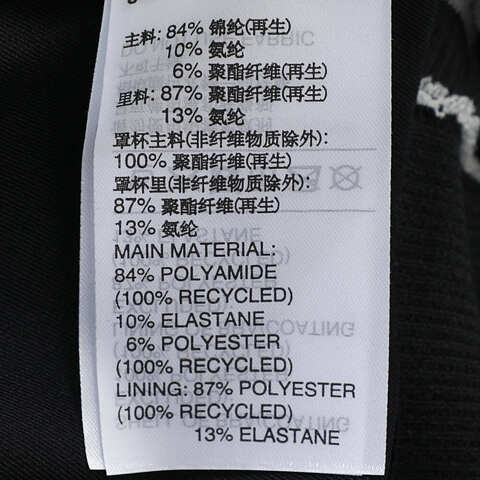 主料: 84% 锦纶(再生)
10% 氨纶
6% 聚酯纤维(再生)
里料: 87% 聚酯纤维(再生)
13% 氨纶
罩杯主料(非纤维物质除外):
100% 聚酯纤维(再生)
罩杯里(非纤维物质除外):
87% 聚酯纤维(再生)
13% 氨纶
MAIN MATERIAL:
84% POLYAMIDE
(100% RECYCLED)
10% ELASTANE
6% POLYESTER
(100% RECYCLED)
LINING: 87% POLYESTER
(100% RECYCLED)
13% ELASTANE